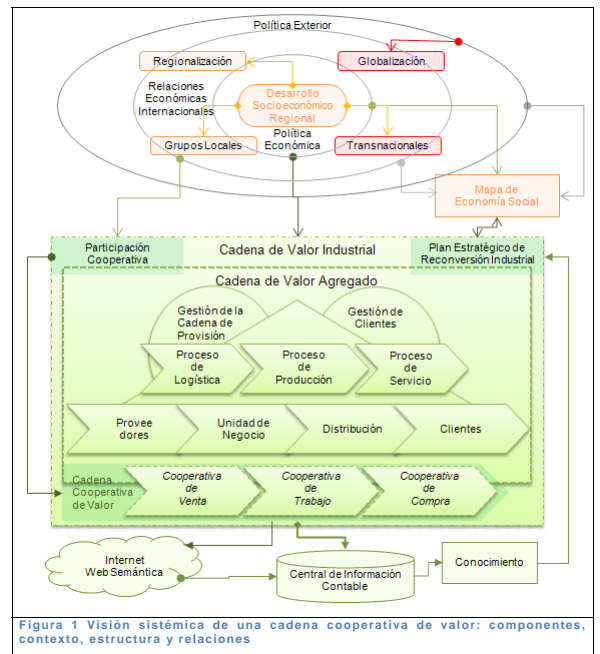 Política Exterior
Regionalización
Globalización
Relaciones
Económicas
Internacionales
Desarrollo
Socioeconómico
Regional
Grupos Locales
Política
Económica
Transnacionales
Mapa de
Economía Social
Participación
Cooperativa
Cadena de Valor Industrial
Plan Estratégico de
Reconversión Industrial
Cadena de Valor Agregado
Gestión de la
Cadena de
Provisión
Gestión de
Clientes
Proceso
de
Logística
Proceso
de
Producción
Proceso
de
Servicio
Provee
dores
Unidad de
Negocio
Distribución
Clientes
Cadena
Cooperativa
de Valor
Cooperativa
de
Venta
Cooperativa
de
Trabajo
Cooperativa
de
Compra
Internet
Web Semántica
Central de Información
Contable
Conocimiento
Figura 1 Visión sistémica de una cadena cooperativa de valor: componentes,
contexto, estructura y relaciones